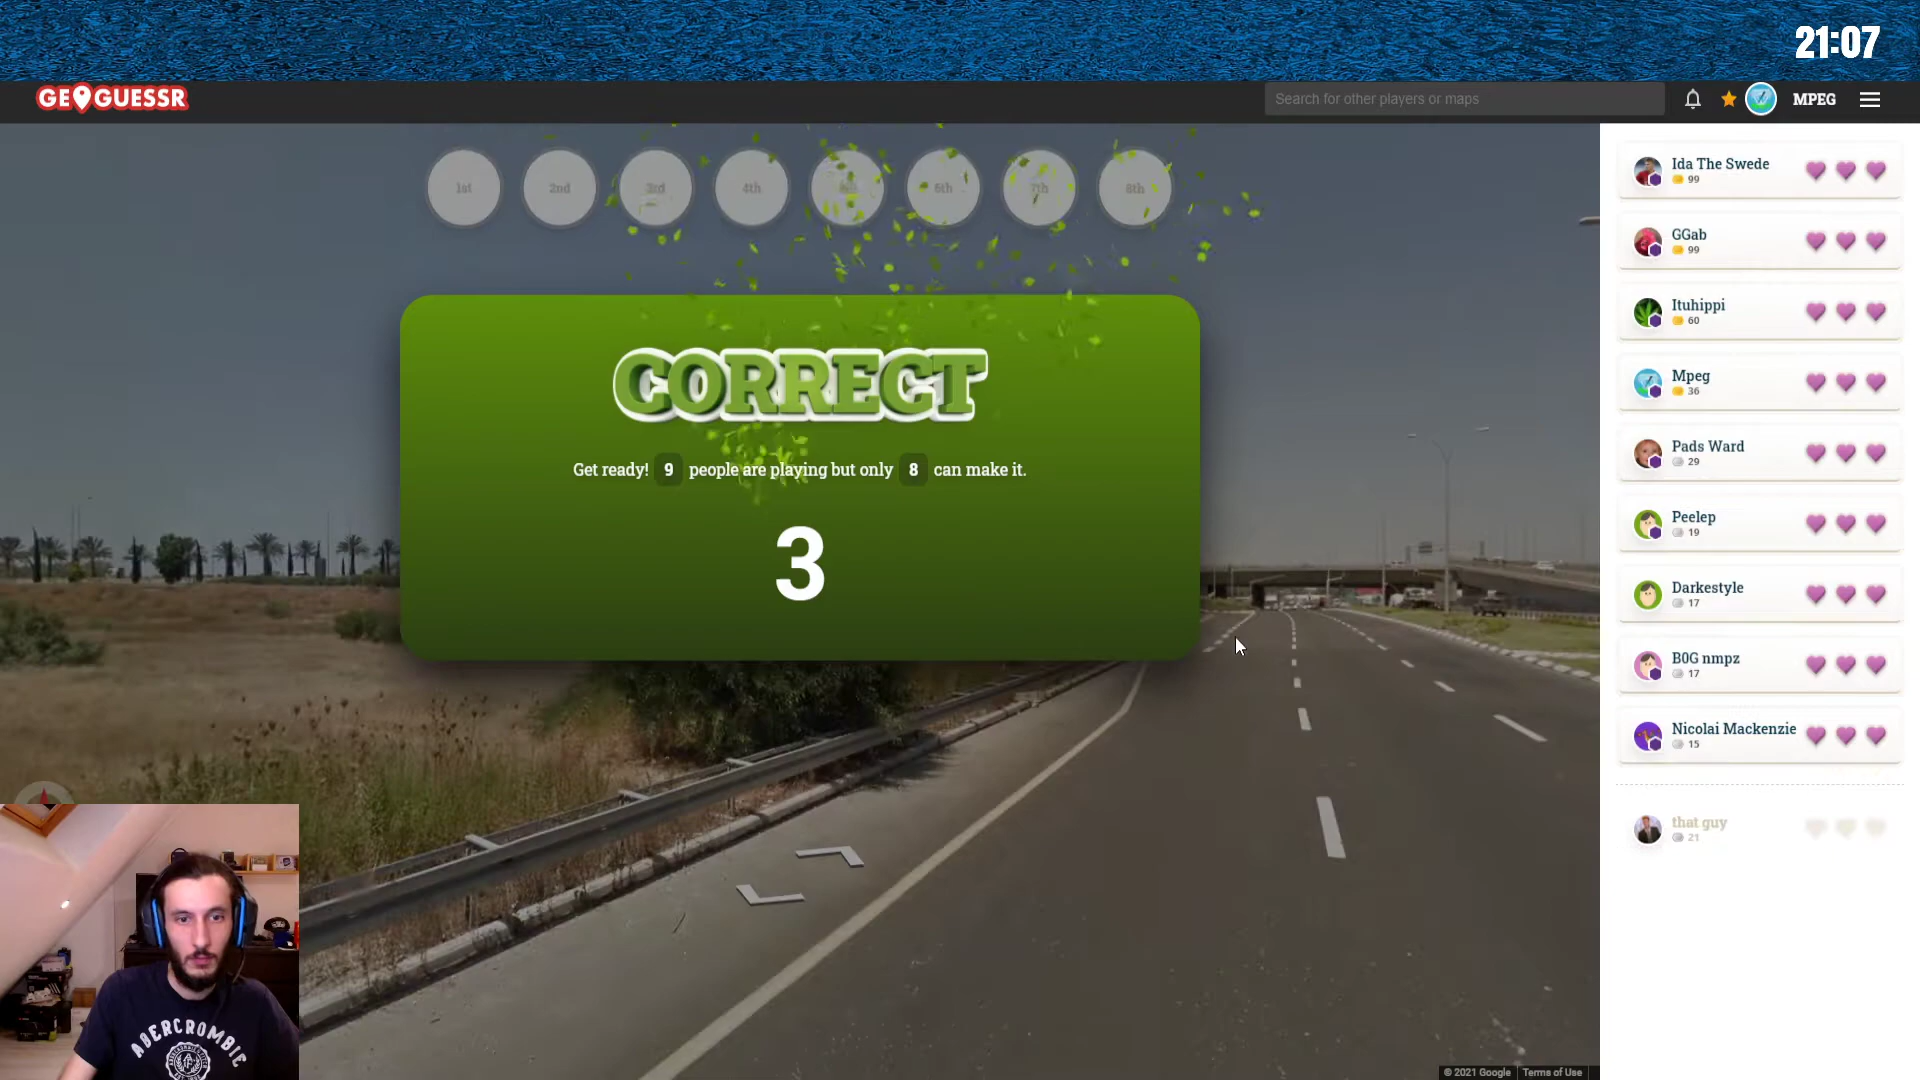 21:07
GEOGUESSR
Search for other players or maps
MPEG
1st
2nd
3rd
4th
6th
7th
8th
CORRECT
Get ready! 9 people are playing but only 8 can make it.
3
Ida The Swede
99
GGab
99
Ituhippi
60
Mpeg
36
Pads Ward
29
Peelep
19
Darkestyle
17
B0G nmpz
17
Nicolai Mackenzie
15
that guy
21
ABERCROMBIE
© 2021 Google
Terms of Use